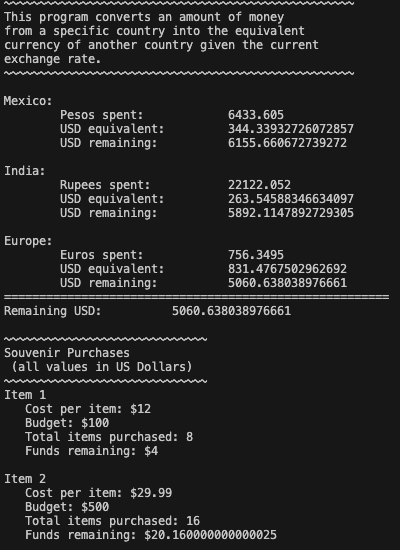 ~~~~~~~~~~~~~~~~~~~~~~~~~~~~~~~~~~~~~~~~~~~~~~~~~~
This program converts an amount of money
from a specific country into the equivalent
currency of another country given the current
exchange rate.
~~~~~~~~~~~~~~~~~~~~~~~~~~~~~~~~~~~~~~~~~~~~~~~~~~
Mexico:
Pesos spent: 6433.605
USD equivalent: 344.33932726072857
USD remaining: 6155.660672739272
India:
Rupees spent: 22122.052
USD equivalent: 263.54588346634097
USD remaining: 5892.1147892729305
Europe:
Euros spent: 756.3495
USD equivalent: 831.4767502962692
USD remaining: 5060.638038976661
=======================================================
Remaining USD: 5060.638038976661
~~~~~~~~~~~~~~~~~~~~~~~~~~~~~
Souvenir Purchases
(all values in US Dollars)
~~~~~~~~~~~~~~~~~~~~~~~~~~~~~
Item 1
Cost per item: $12
Budget: $100
Total items purchased: 8
Funds remaining: $4
Item 2
Cost per item: $29.99
Budget: $500
Total items purchased: 16
Funds remaining: $20.160000000000025